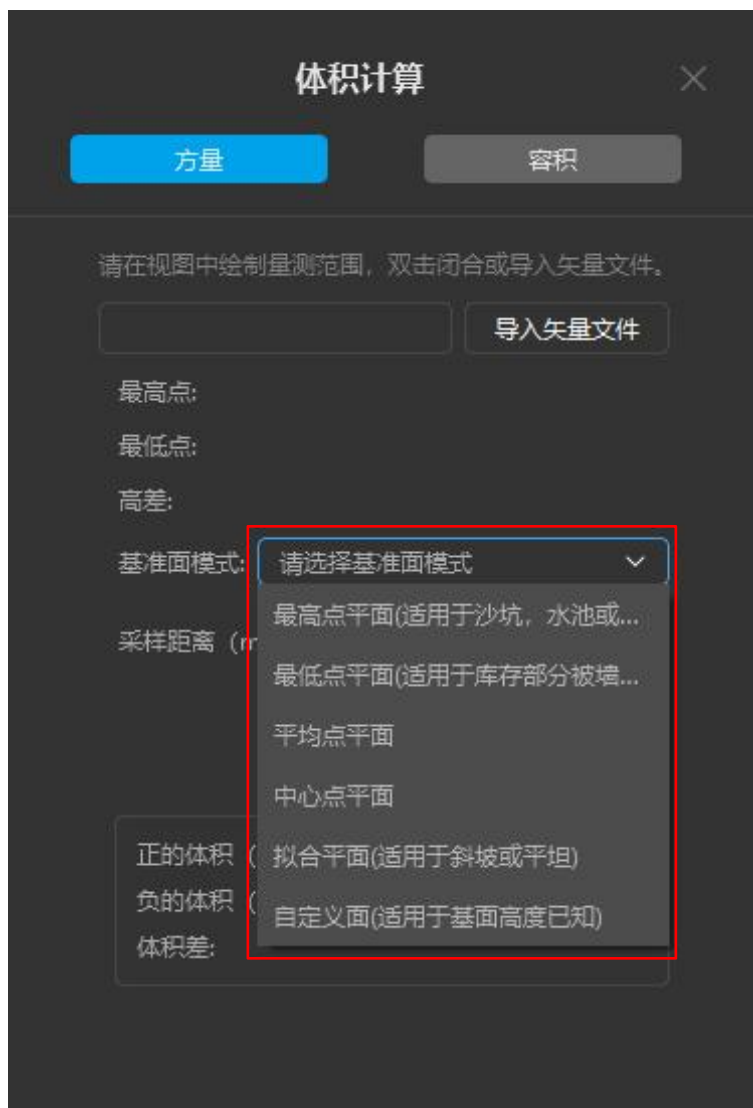 体积计算
方量
容积
请在视图中绘制量测范围，双击闭合或导入矢量文件。
导入矢量文件
最高点:
最低点:
高差:
基准面模式:
请选择基准面模式
最高点平面(适用于沙坑，水池或...
采样距离（
最低点平面(适用于库存部分被墙...
平均点平面
中心点平面
正的体积（
拟合平面(适用于斜坡或平坦)
负的体积（
自定义面(适用于基面高度已知)
体积差: